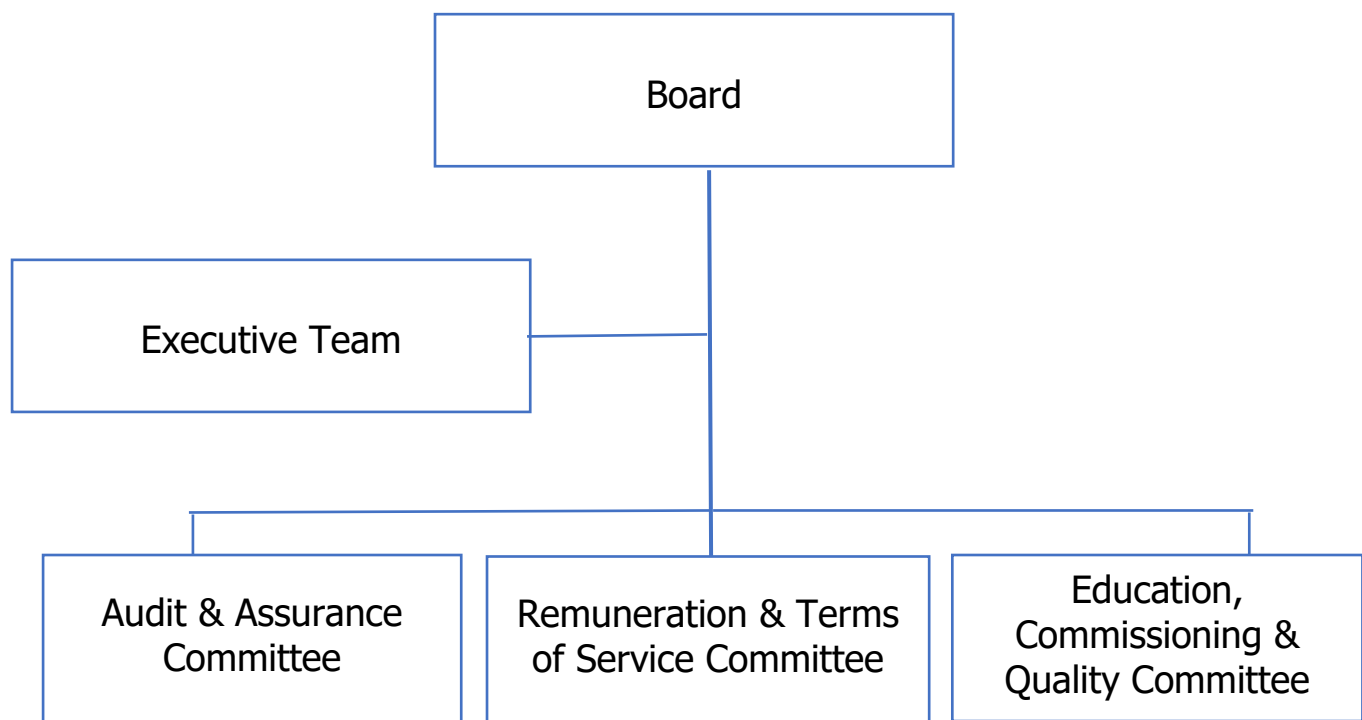 Board
Executive Team
Audit & Assurance
Committee
Remuneration & Terms
of Service Committee
Education,
Commissioning &
Quality Committee